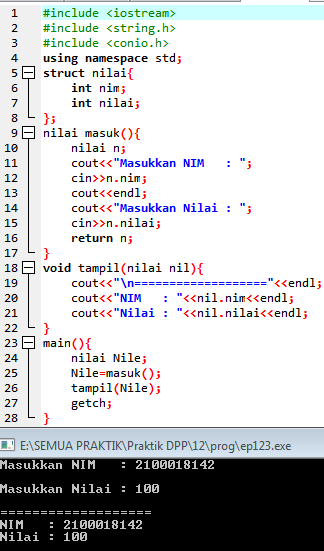 1 #include <iostream>
2 #include <string.h>
3 #include <conio.h>
4 using namespace std;
5 struct nilai{
6     int nim;
7     int nilai;
8 };
9 nilai masuk(){
10     nilai n;
11     cout<<"Masukkan NIM   : ";
12     cin>>n.nim;
13     cout<<endl;
14     cout<<"Masukkan Nilai : ";
15     cin>>n.nilai;
16     return n;
17 }
18 void tampil(nilai nil){
19     cout<<"\n==================="<<endl;
20     cout<<"NIM   : "<<nil.nim<<endl;
21     cout<<"Nilai : "<<nil.nilai<<endl;
22 }
23 main(){
24     nilai Nile;
25     Nile=masuk();
26     tampil(Nile);
27     getch;
28 }
E:\SEMUA PRAKTIK\Praktik DPP\12\prog\ep123.exe
Masukkan NIM   : 2100018142
Masukkan Nilai : 100
===================
NIM   : 2100018142
Nilai : 100